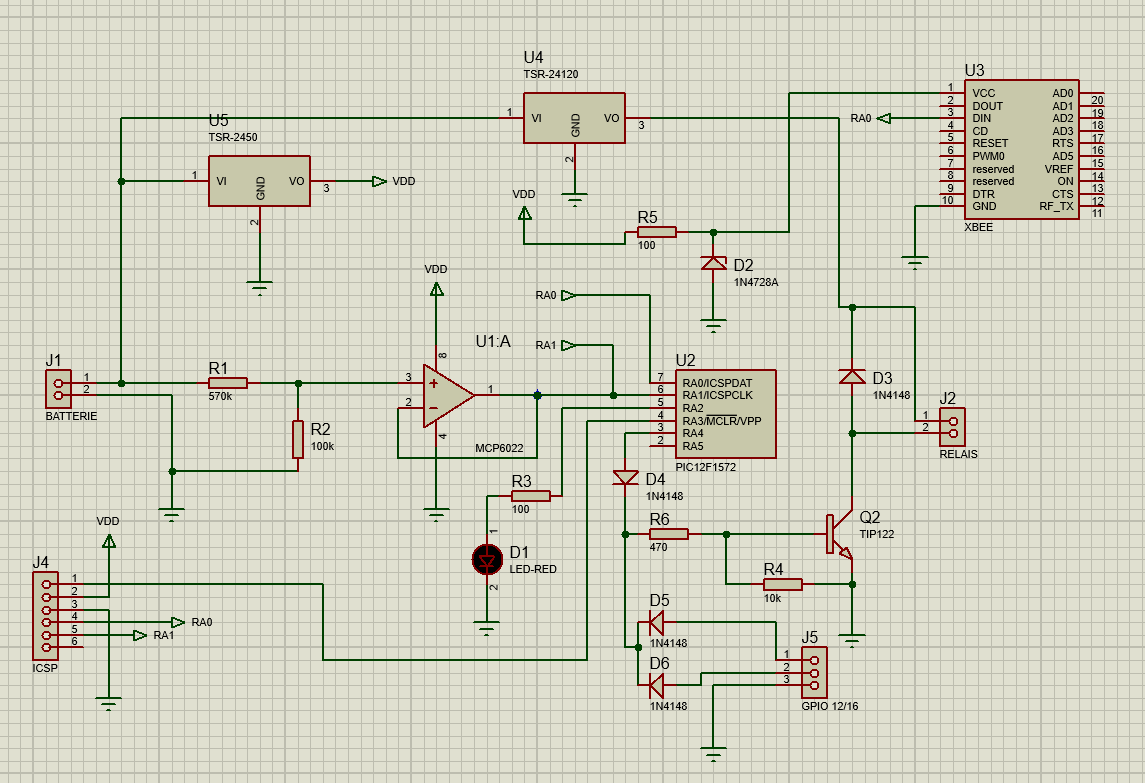 U4
TSR-24120
1 VI VO 3
GND
2
U5
TSR-2450
1 VI VO 3 VDD
GND
2
U3
1 VCC AD0 20
2 DOUT AD1 19
3 DIN AD2 18
4 CD AD3 17
5 RESET RTS 16
6 PWM0 AD5 15
7 reserved VREF 14
8 reserved ON 13
9 DTR CTS 12
10 GND RF_TX 11
XBEE
RA0
VDD
R5
100
D2
1N4728A
VDD
RA0
RA1
U1:A
8
3 + 1
2 −
4
MCP6022
J1
1
2
BATTERIE
R1
570k
R2
100k
U2
7 RA0/ICSPDAT
6 RA1/ICSPCLK
5 RA2
4 RA3/MCLR/VPP
3 RA4
2 RA5
PIC12F1572
D3
1N4148
J2
1
2
RELAIS
R3
100
D4
1N4148
1
D1
LED-RED
2
R6
470
Q2
TIP122
R4
10k
VDD
J4
1
2
3
4 RA0
5 RA1
6
ICSP
D5
1N4148
D6
1N4148
J5
1
2
3
GPIO 12/16